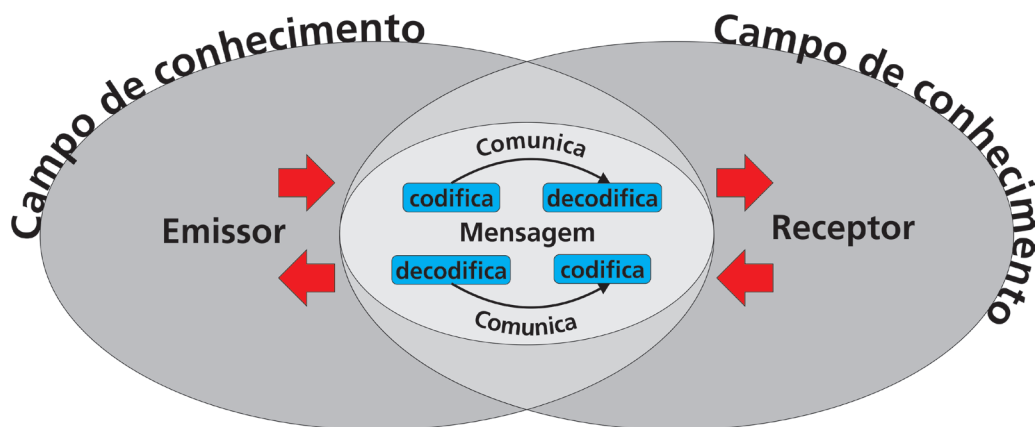 Campo de conhecimento
Campo de conhecimento
Comunica
codifica
decodifica
Emissor
Mensagem
Receptor
decodifica
codifica
Comunica